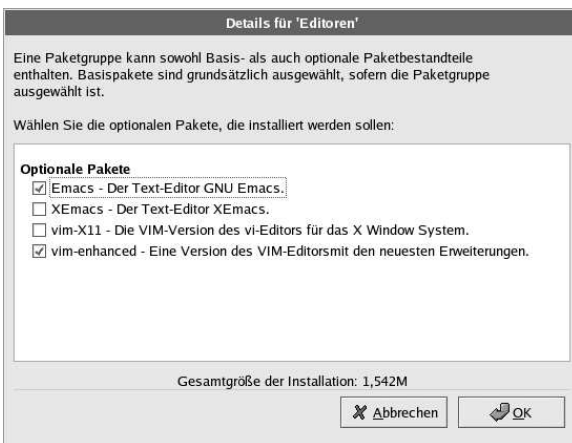 Details für 'Editoren'
Eine Paketgruppe kann sowohl Basis- als auch optionale Paketbestandteile
enthalten. Basispakete sind grundsätzlich ausgewählt, sofern die Paketgruppe
ausgewählt ist.
Wählen Sie die optionalen Pakete, die installiert werden sollen:
Optionale Pakete
Emacs - Der Text-Editor GNU Emacs.
XEmacs - Der Text-Editor XEmacs.
vim-X11 - Die VIM-Version des vi-Editors für das X Window System.
vim-enhanced - Eine Version des VIM-Editorsmit den neuesten Erweiterungen.
Gesamtgröße der Installation: 1,542M
Abbrechen OK